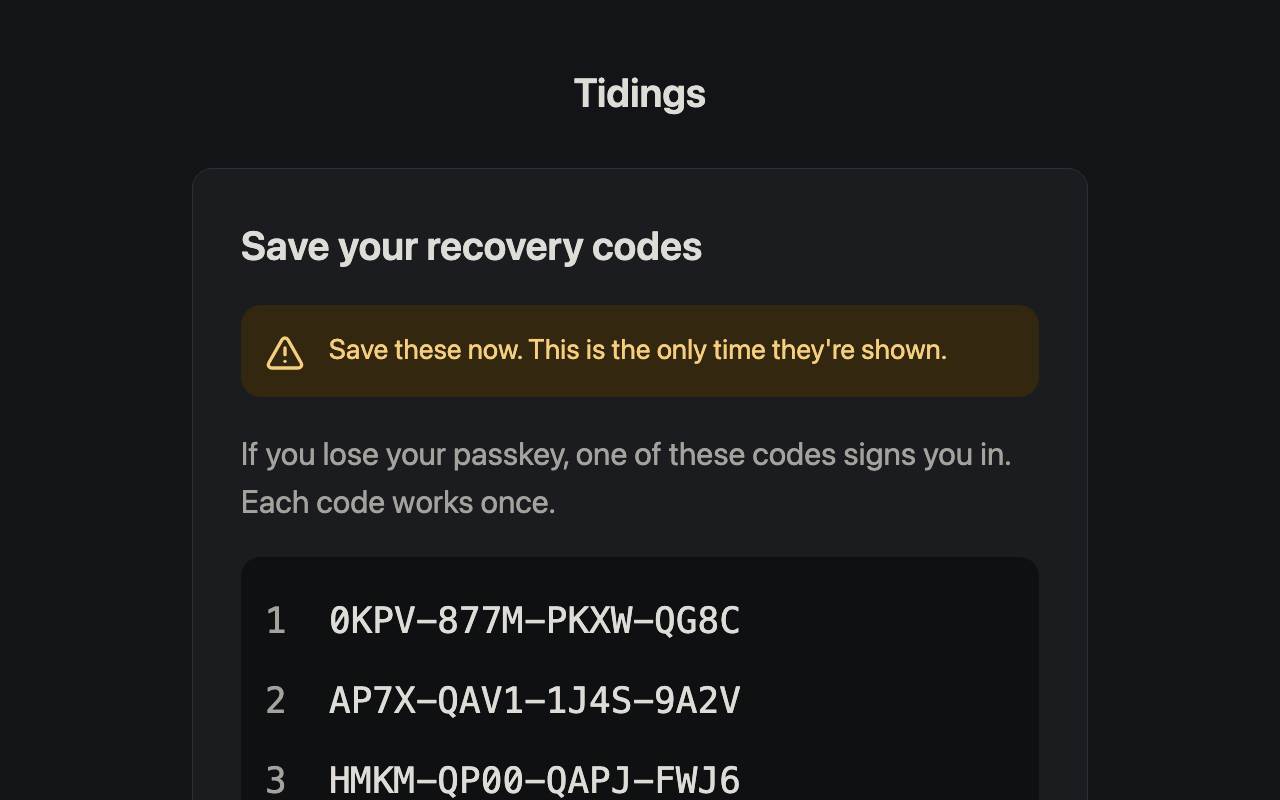 Tidings
Save your recovery codes
Save these now. This is the only time they're shown.
If you lose your passkey, one of these codes signs you in.
Each code works once.
1 0KPV-877M-PKXW-QG8C
2 AP7X-QAV1-1J4S-9A2V
3 HMKM-QP00-QAPJ-FWJ6